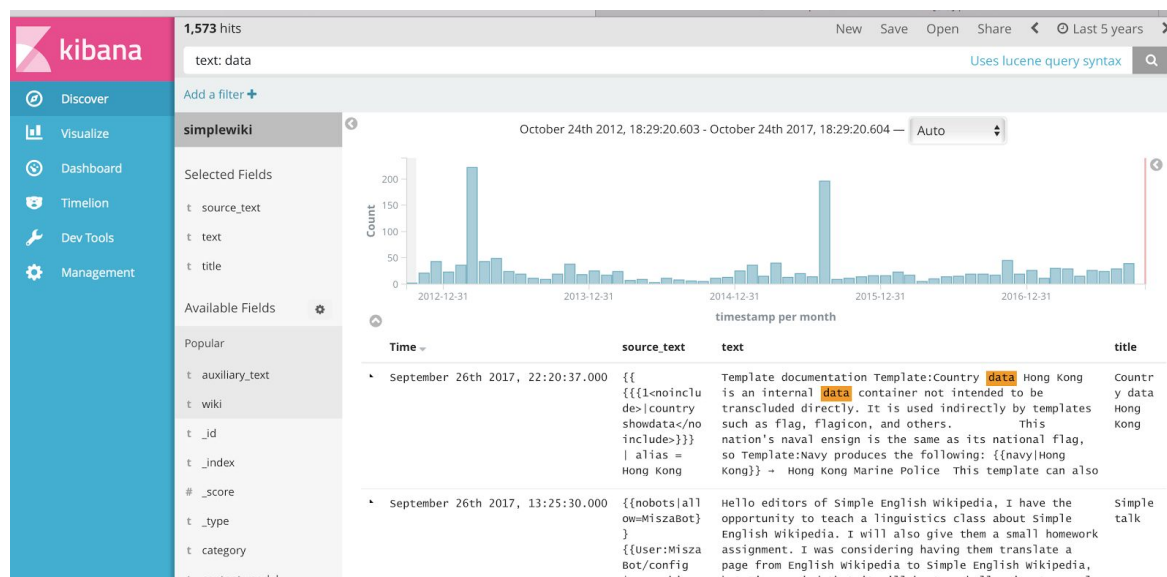 kibana
Discover
Visualize
Dashboard
Timelion
Dev Tools
Management
1,573 hits
New Save Open Share Last 5 years
text: data
Uses lucene query syntax
Add a filter
simplewiki
Selected Fields
t source_text
t text
t title
Available Fields
Popular
t auxiliary_text
t wiki
t _id
t _index
# _score
t _type
t category
October 24th 2012, 18:29:20.603 - October 24th 2017, 18:29:20.604 — Auto
Count
200
150
100
50
0
2012-12-31 2013-12-31 2014-12-31 2015-12-31 2016-12-31
timestamp per month
Time source_text text title
September 26th 2017, 22:20:37.000
{{
{{{1<noinclu
de>|country
showdata</no
include>}}}
| alias =
Hong Kong
Template documentation Template:Country data Hong Kong
is an internal data container not intended to be
transcluded directly. It is used indirectly by templates
such as flag, flagicon, and others. This
nation's naval ensign is the same as its national flag,
so Template:Navy produces the following: {{navy|Hong
Kong}} → Hong Kong Marine Police This template can also
Countr
y data
Hong
Kong
September 26th 2017, 13:25:30.000
{{nobots|all
ow=MiszaBot}
}
{{User:Misza
Bot/config
Hello editors of Simple English Wikipedia, I have the
opportunity to teach a linguistics class about Simple
English Wikipedia. I will also give them a small homework
assignment. I was considering having them translate a
page from English Wikipedia to Simple English Wikipedia,
Simple
talk